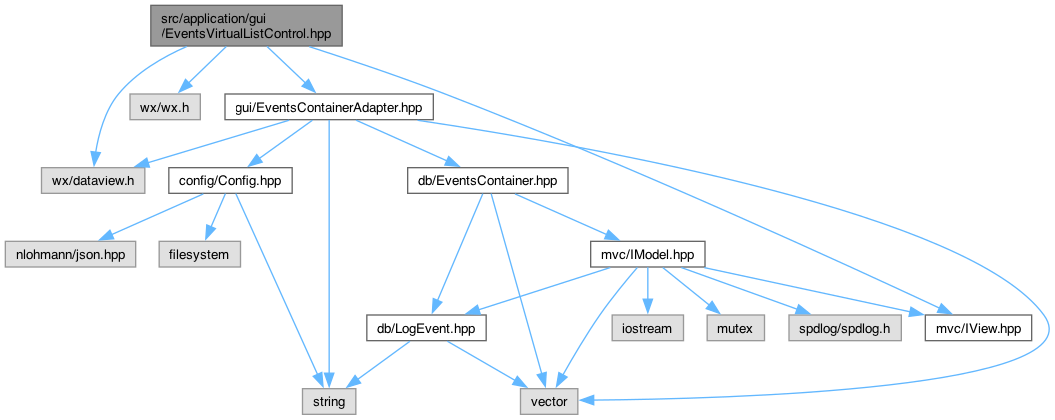 src/application/gui
/EventsVirtualListControl.hpp
wx/wx.h
gui/EventsContainerAdapter.hpp
wx/dataview.h
config/Config.hpp
db/EventsContainer.hpp
nlohmann/json.hpp
filesystem
mvc/IModel.hpp
db/LogEvent.hpp
iostream
mutex
spdlog/spdlog.h
mvc/IView.hpp
string
vector